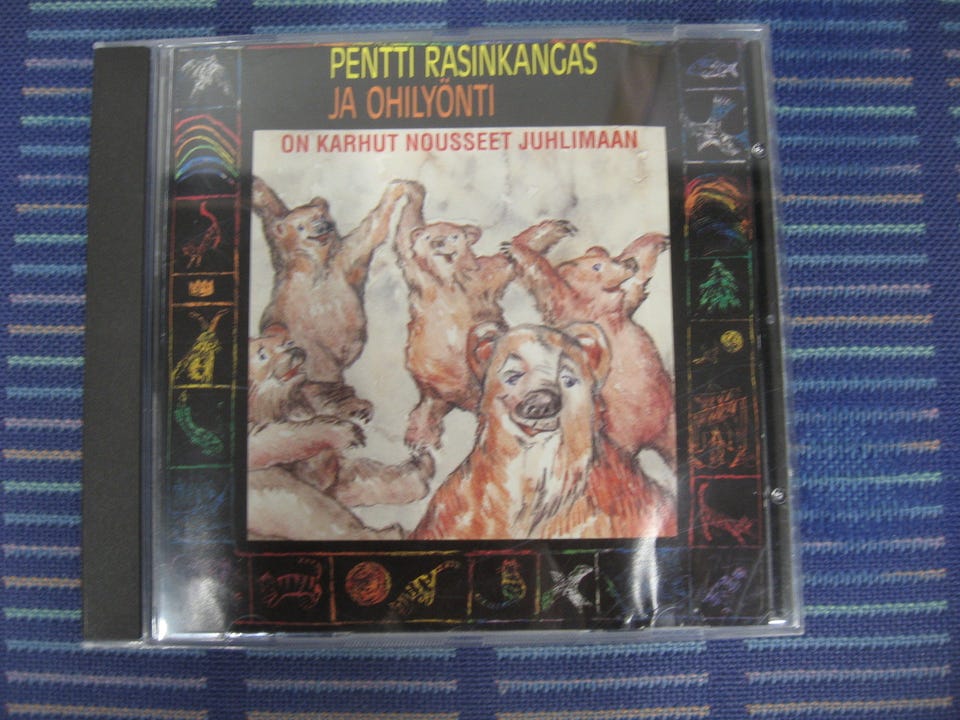 PENTTI RASINKANGAS
JA OHILYÖNTI
ON KARHUT NOUSSEET JUHLIMAAN